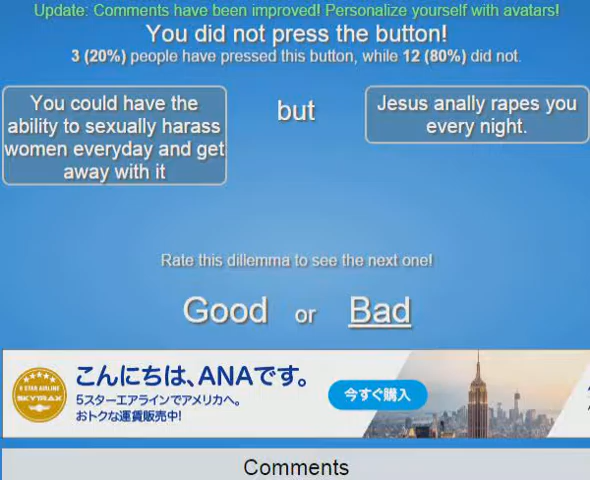 Update: Comments have been improved! Personalize yourself with avatars!
You did not press the button!
3 (20%) people have pressed this button, while 12 (80%) did not.
You could have the
ability to sexually harass
women everyday and get
away with it
but
Jesus anally rapes you
every night.
Rate this dillemma to see the next one!
Good or Bad
5 STAR AIRLINE
SKYTRAX
こんにちは、ANAです。
5スターエアラインでアメリカへ。
おトクな運賃販売中!
今すぐ購入
Comments